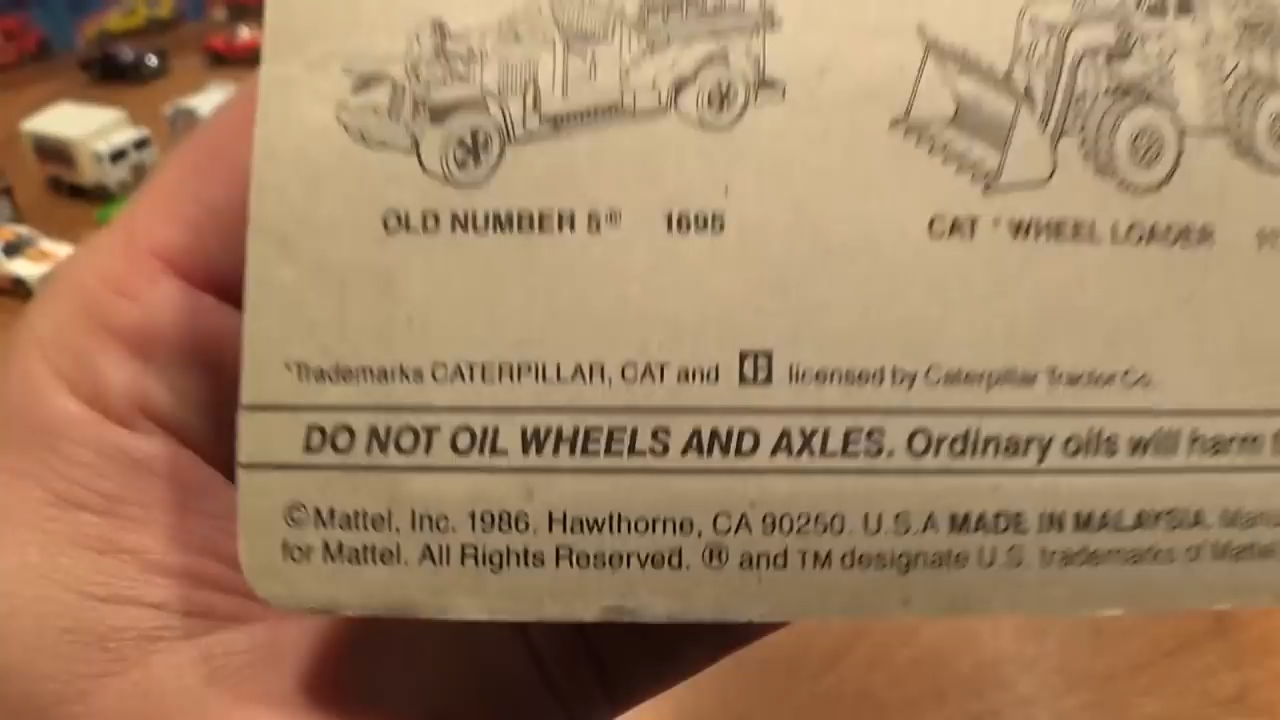 OLD NUMBER 5® 1695
CAT * WHEEL LOADER
*Trademarks CATERPILLAR, CAT and licensed by Caterpillar Tractor Co.
DO NOT OIL WHEELS AND AXLES. Ordinary oils will harm
©Mattel, Inc. 1986, Hawthorne, CA 90250. U.S.A MADE IN MALAYSIA.
for Mattel. All Rights Reserved. ® and TM designate U.S. trademarks of Mattel